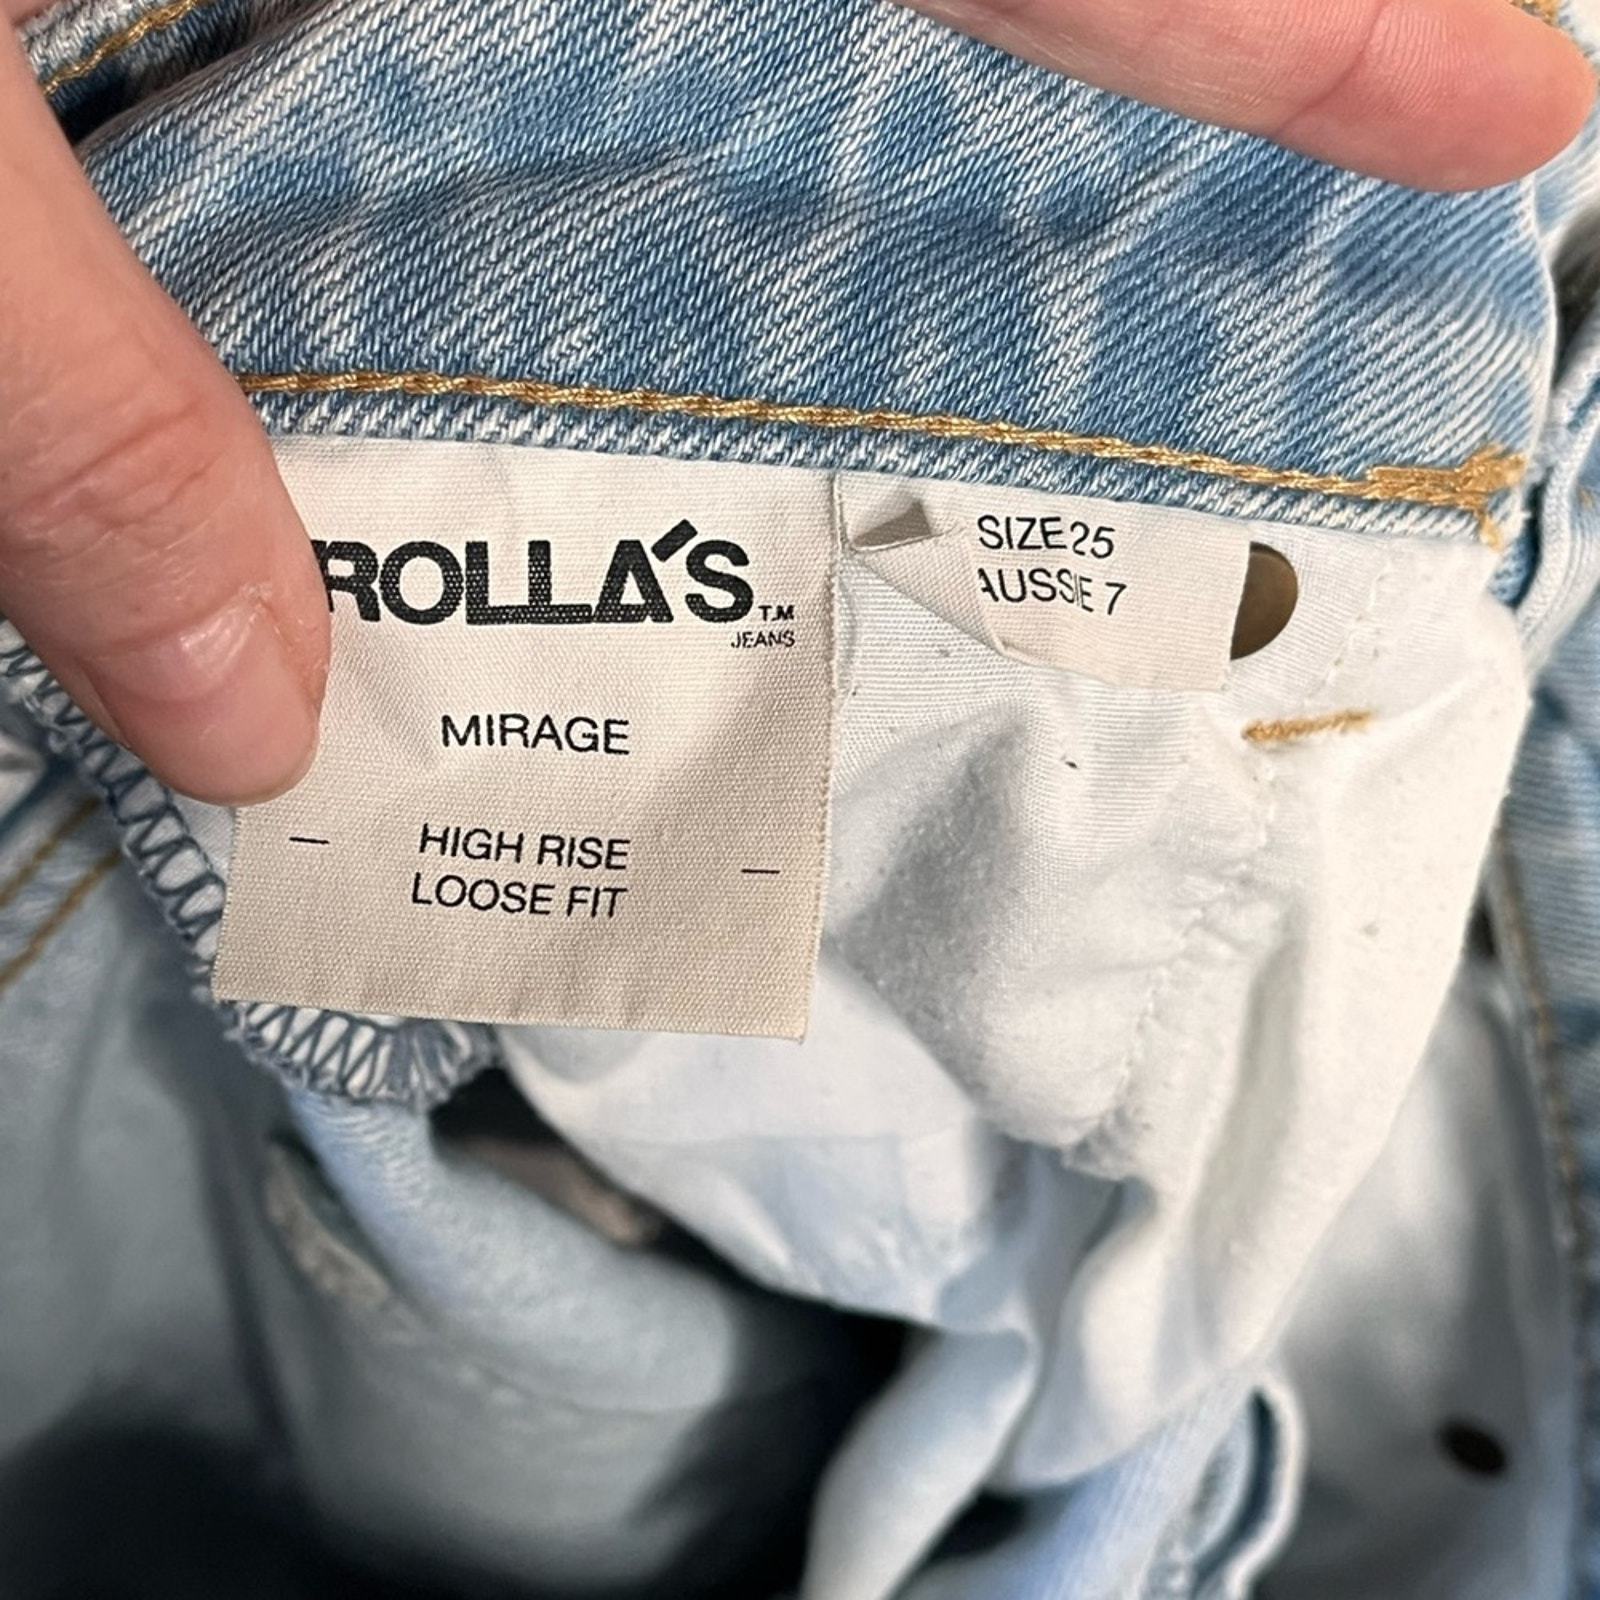 ROLLA'S TM
JEANS
MIRAGE
— HIGH RISE —
LOOSE FIT
SIZE 25
AUSSIE 7